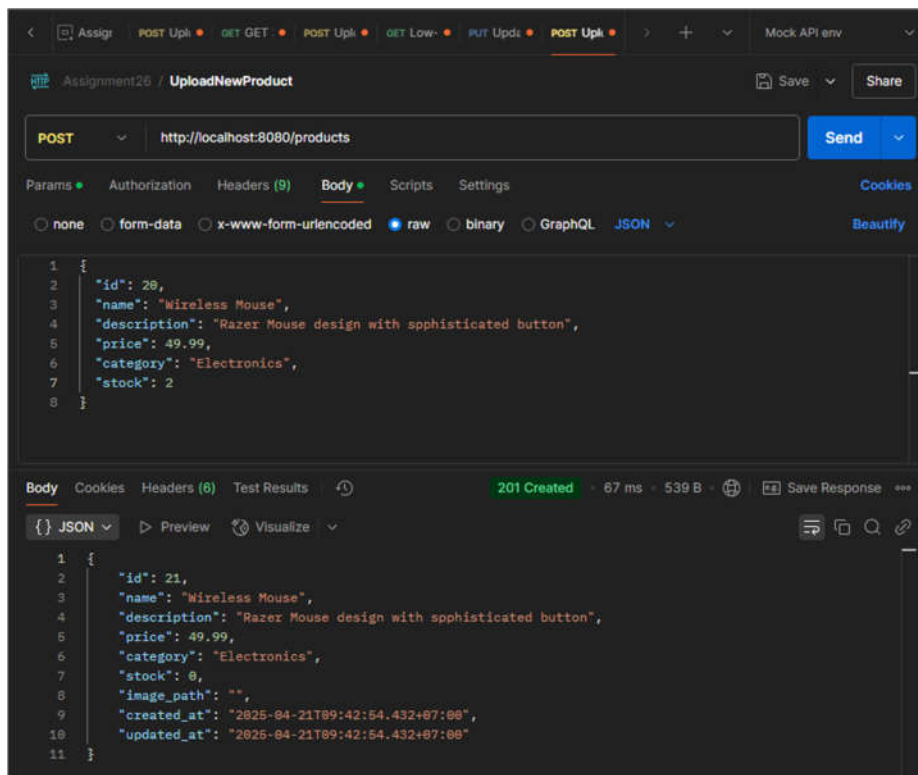 Assigr POST Upl GET GET POST Upl GET Low- PUT Upda POST Upl Mock API env
HTTP Assignment26 / UploadNewProduct Save Share
POST http://localhost:8080/products Send
Params Authorization Headers (9) Body Scripts Settings Cookies
none form-data x-www-form-urlencoded raw binary GraphQL JSON Beautify
1 {
2 "id": 20,
3 "name": "Wireless Mouse",
4 "description": "Razer Mouse design with spphisticated button",
5 "price": 49.99,
6 "category": "Electronics",
7 "stock": 2
8 }
Body Cookies Headers (6) Test Results 201 Created 67 ms 539 B e.g. Save Response
{} JSON Preview Visualize
1 {
2 "id": 21,
3 "name": "Wireless Mouse",
4 "description": "Razer Mouse design with spphisticated button",
5 "price": 49.99,
6 "category": "Electronics",
7 "stock": 0,
8 "image_path": "",
9 "created_at": "2025-04-21T09:42:54.432+07:00",
10 "updated_at": "2025-04-21T09:42:54.432+07:00"
11 }